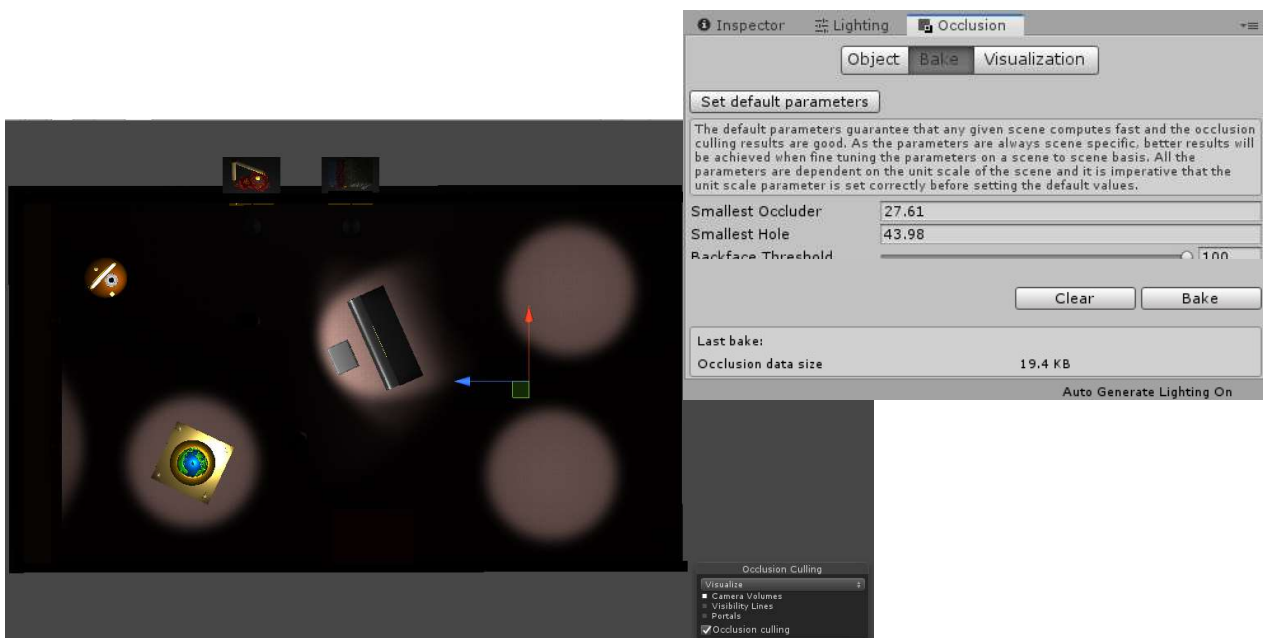 Inspector
Lighting
Occlusion
Object
Bake
Visualization
Set default parameters
The default parameters guarantee that any given scene computes fast and the occlusion
culling results are good. As the parameters are always scene specific, better results will
be achieved when fine tuning the parameters on a scene to scene basis. All the
parameters are dependent on the unit scale of the scene and it is imperative that the
unit scale parameter is set correctly before setting the default values.
Smallest Occluder 27.61
Smallest Hole 43.98
Backface Threshold 100
Clear
Bake
Last bake:
Occlusion data size 19.4 KB
Auto Generate Lighting On
Occlusion Culling
Visualize
Camera Volumes
Visibility Lines
Portals
Occlusion culling